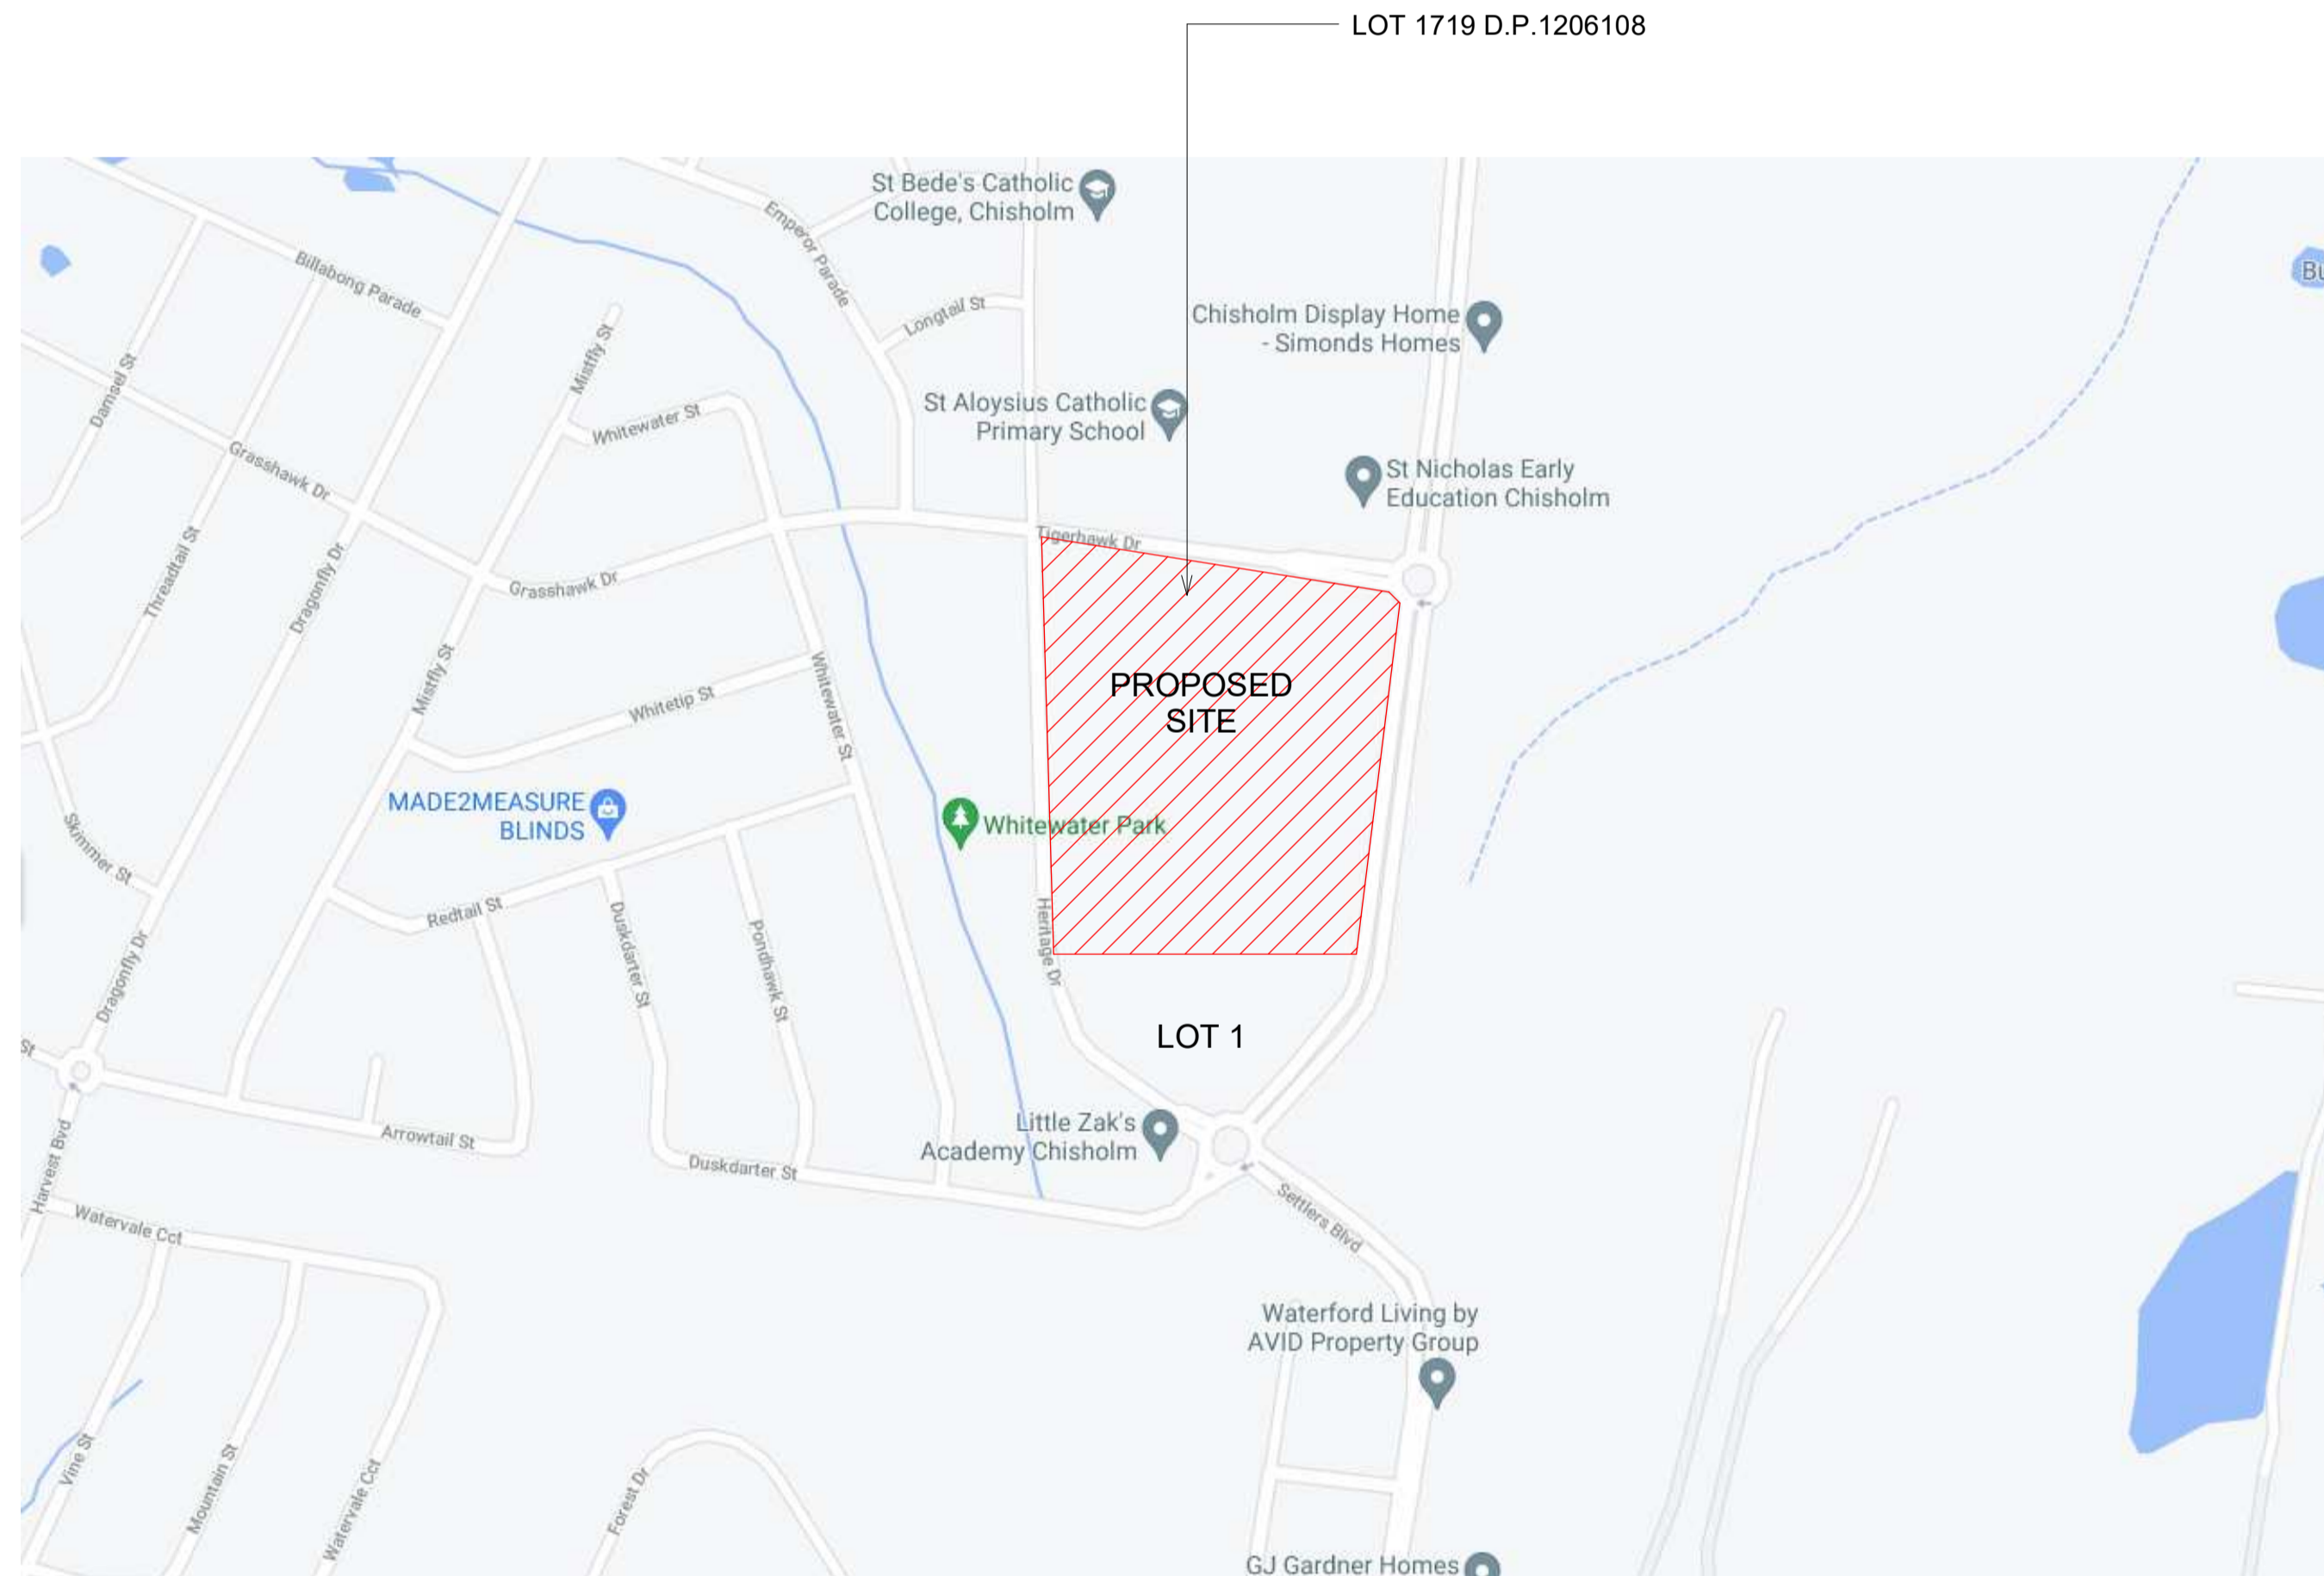 LOT 1719 D.P.1206108
St Bede's Catholic
College, Chisholm
Emperor Parade
Billabong Parade
Bu
Longtail St
Chisholm Display Home
- Simonds Homes
Mistfly St
Damsel St
St Aloysius Catholic
Primary School
Whitewater St
Grasshawk Dr
St Nicholas Early
Education Chisholm
Tigerhawk Dr
Threadtail St
Dragonfly Dr
Grasshawk Dr
Mistfly St
Whitetip St
Whitewater St
PROPOSED
SITE
MADE2MEASURE
BLINDS
Whitewater Park
Skimmer St
Redtail St
Duskdarter St
Pondhawk St
Heritage Dr
Dragonfly Dr
LOT 1
St
Arrowtail St
Little Zak's
Academy Chisholm
Harvest Bvd
Duskdarter St
Settlers Blvd
Watervale Cct
Waterford Living by
AVID Property Group
Vine St
Mountain St
Watervale Cct
Forest Dr
GJ Gardner Homes